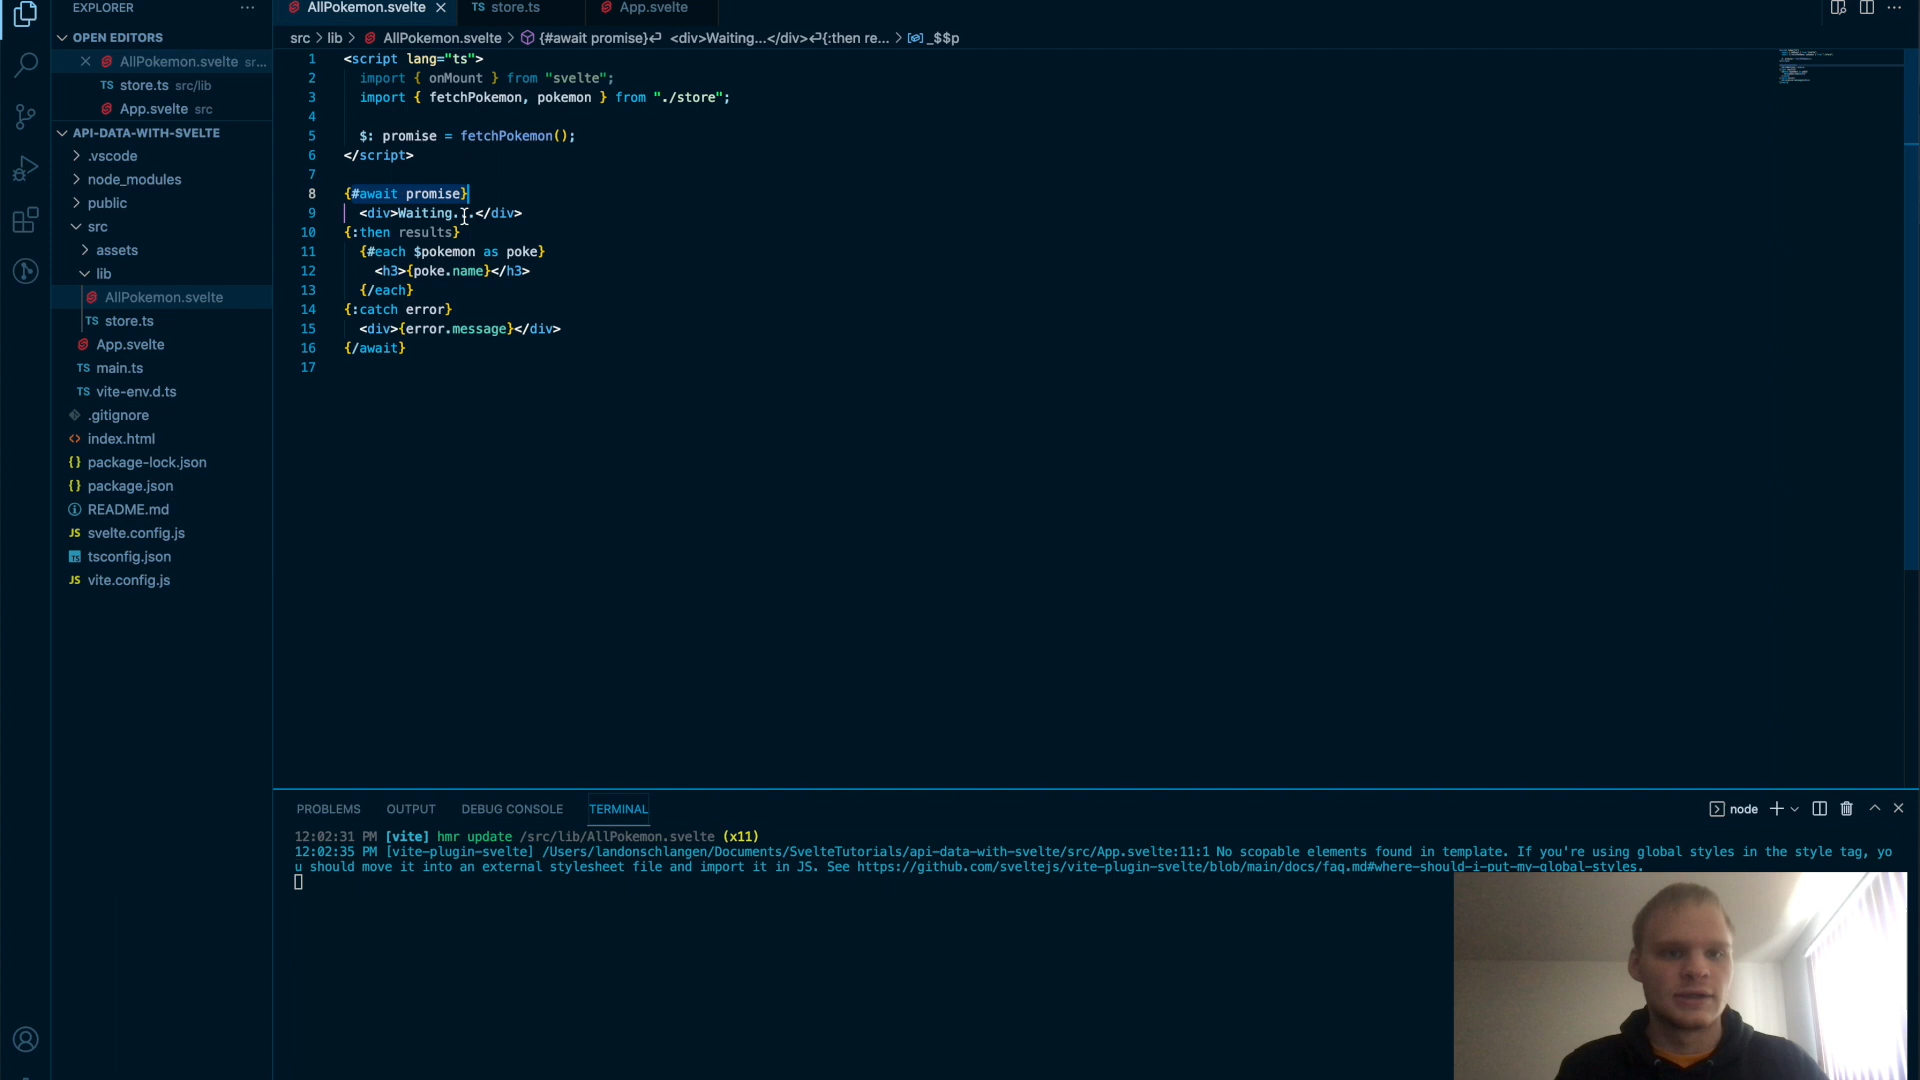 EXPLORER
AllPokemon.svelte
TS store.ts
App.svelte
OPEN EDITORS
AllPokemon.svelte sr...
TS store.ts src/lib
App.svelte src
API-DATA-WITH-SVELTE
.vscode
node_modules
public
src
assets
lib
AllPokemon.svelte
TS store.ts
App.svelte
TS main.ts
TS vite-env.d.ts
.gitignore
<> index.html
{} package-lock.json
{} package.json
README.md
JS svelte.config.js
TS tsconfig.json
JS vite.config.js
src > lib > AllPokemon.svelte > {#await promise}↵ <div>Waiting...</div>↵{:then re... > _$$p
1 <script lang="ts">
2 import { onMount } from "svelte";
3 import { fetchPokemon, pokemon } from "./store";
4
5 $: promise = fetchPokemon();
6 </script>
7
8 {#await promise}
9 <div>Waiting...</div>
10 {:then results}
11 {#each $pokemon as poke}
12 <h3>{poke.name}</h3>
13 {/each}
14 {:catch error}
15 <div>{error.message}</div>
16 {/await}
17
PROBLEMS OUTPUT DEBUG CONSOLE TERMINAL
node
12:02:31 PM [vite] hmr update /src/lib/AllPokemon.svelte (x11)
12:02:35 PM [vite-plugin-svelte] /Users/landonschlangen/Documents/SvelteTutorials/api-data-with-svelte/src/App.svelte:11:1 No scopable elements found in template. If you're using global styles in the style tag, yo
u should move it into an external stylesheet file and import it in JS. See https://github.com/sveltejs/vite-plugin-svelte/blob/main/docs/faq.md#where-should-i-put-my-global-styles.